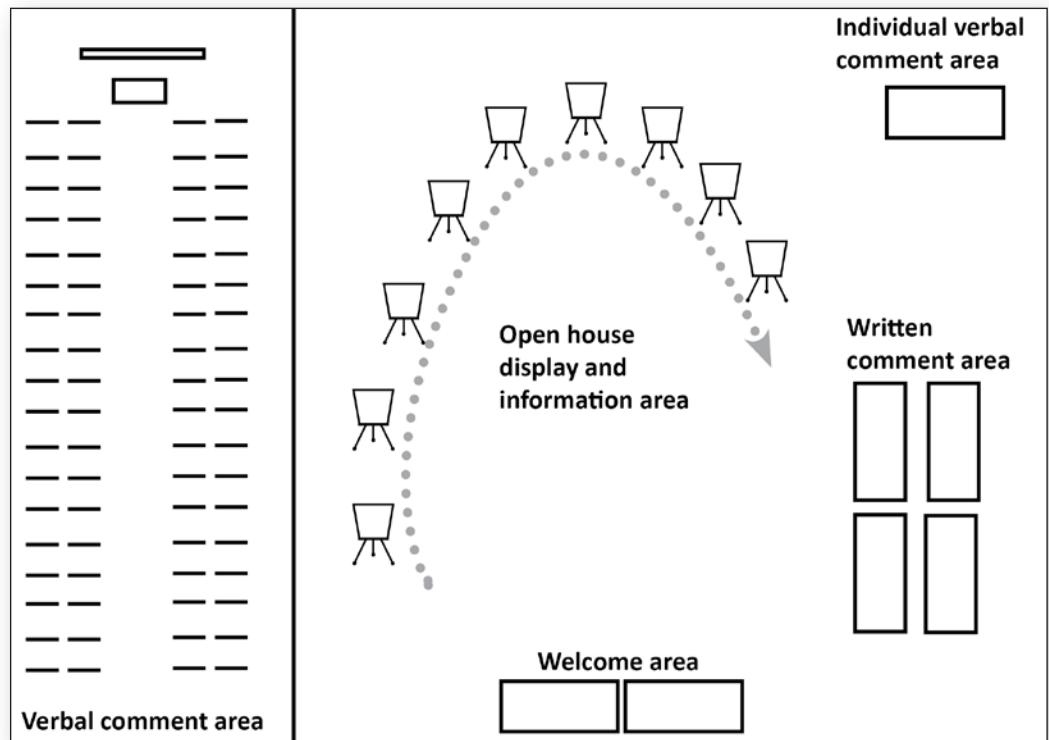 Individual verbal
comment area
Open house
display and
information area
Written
comment area
Welcome area
Verbal comment area